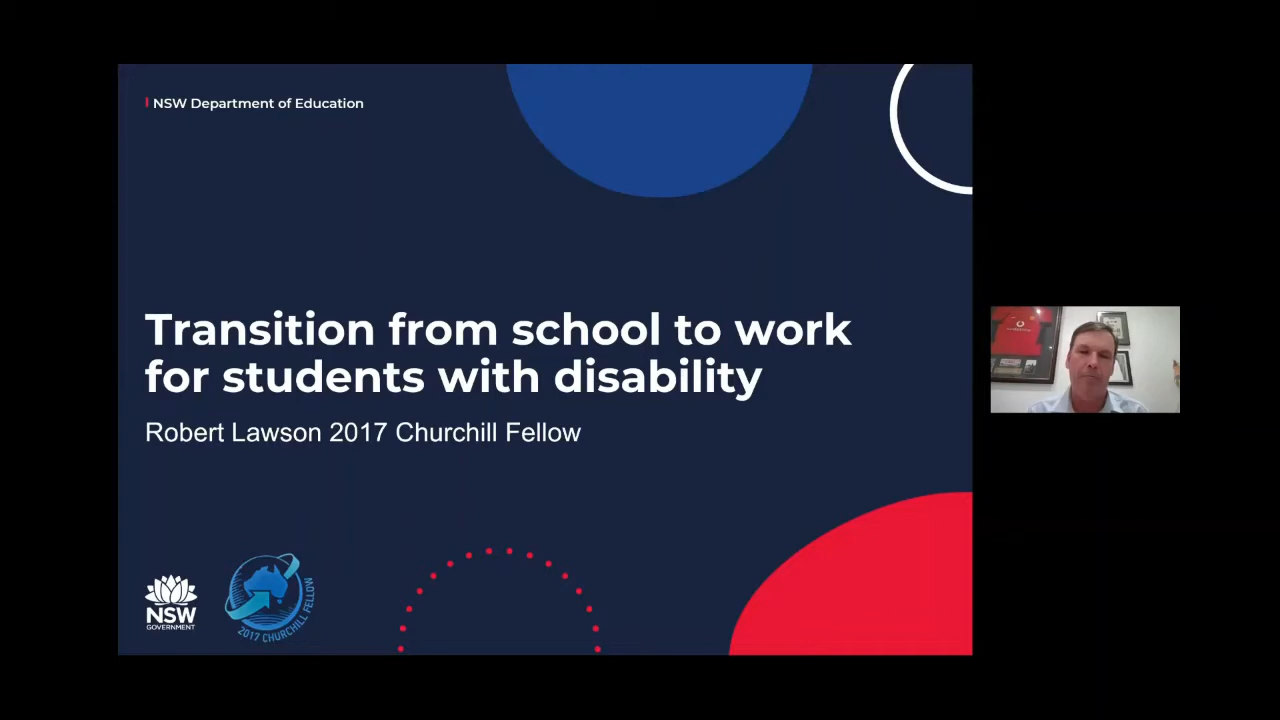 NSW Department of Education
Transition from school to work
for students with disability
Robert Lawson 2017 Churchill Fellow
NSW
GOVERNMENT
2017 CHURCHILL FELLOW